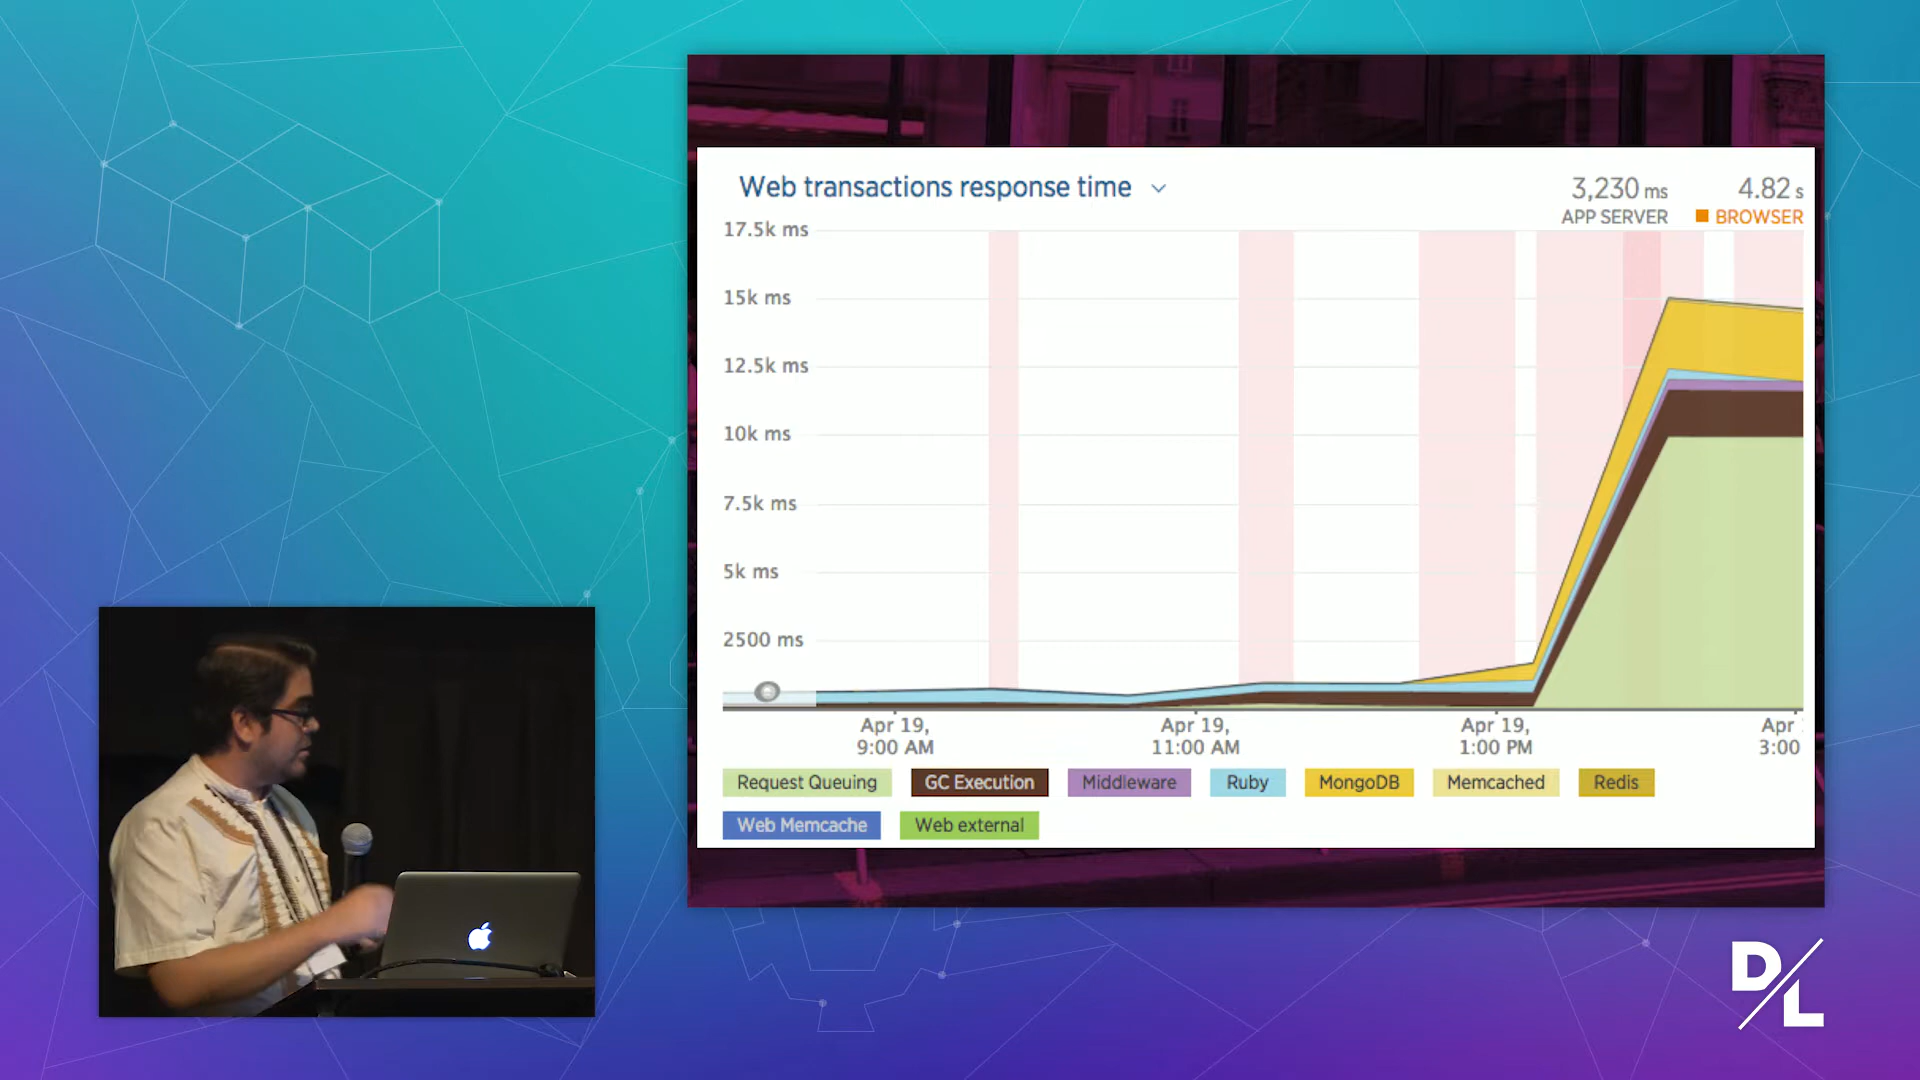 Web transactions response time
3,230 ms
APP SERVER
4.82 s
BROWSER
17.5k ms
15k ms
12.5k ms
10k ms
7.5k ms
5k ms
2500 ms
Apr 19,
9:00 AM
Apr 19,
11:00 AM
Apr 19,
1:00 PM
Apr
3:00
Request Queuing
GC Execution
Middleware
Ruby
MongoDB
Memcached
Redis
Web Memcache
Web external
D/L